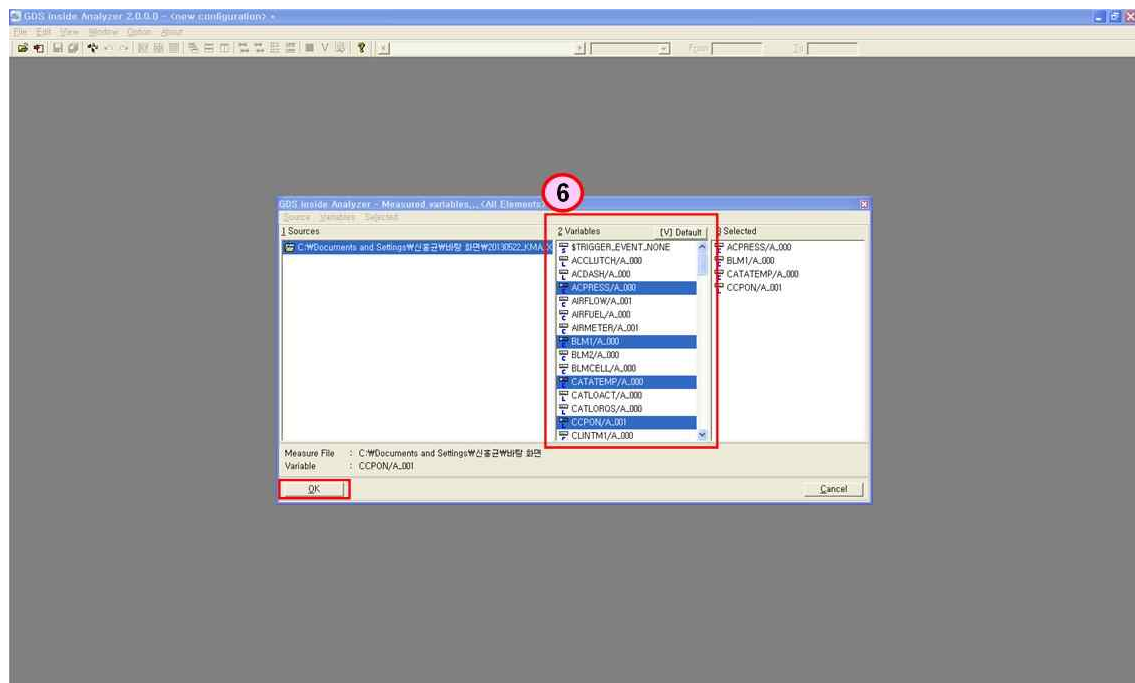 GDS Inside Analyzer 2.0.0.0 - <new configuration> *
File Edit View Window Option About
From To
6
GDS Inside Analyzer - Measured variables... <All Elements>
Source Variables Selected
1 Sources
C:₩Documents and Settings₩신홍균₩바탕 화면₩20130522_KMA_X
2 Variables [V] Default
$TRIGGER_EVENT_NONE
ACCLUTCH/A_000
ACDASH/A_000
ACPRESS/A_000
AIRFLOW/A_001
AIRFUEL/A_000
AIRMETER/A_001
BLM1/A_000
BLM2/A_000
BLMCELL/A_000
CATATEMP/A_000
CATLOACT/A_000
CATLOROS/A_000
CCPON/A_001
CLINTM1/A_000
3 Selected
ACPRESS/A_000
BLM1/A_000
CATATEMP/A_000
CCPON/A_001
Measure File : C:₩Documents and Settings₩신홍균₩바탕 화면
Variable : CCPON/A_001
OK
Cancel